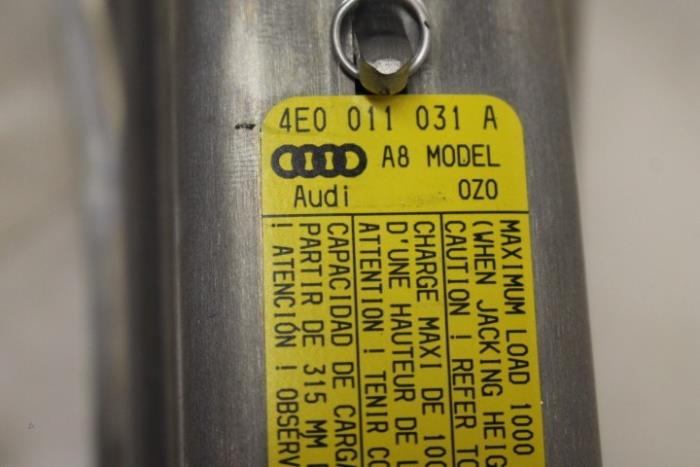 4E0 011 031 A
A8 MODEL
Audi 0Z0
MAXIMUM LOAD 1000
(WHEN JACKING HEIG
CAUTION ! REFER TO
CHARGE MAXI DE 100
D'UNE HAUTEUR DE L
ATTENTION ! TENIR CO
CAPACIDAD DE CARGA
PARTIR DE 315 MM
! ATENCIÓN ! OBSERV